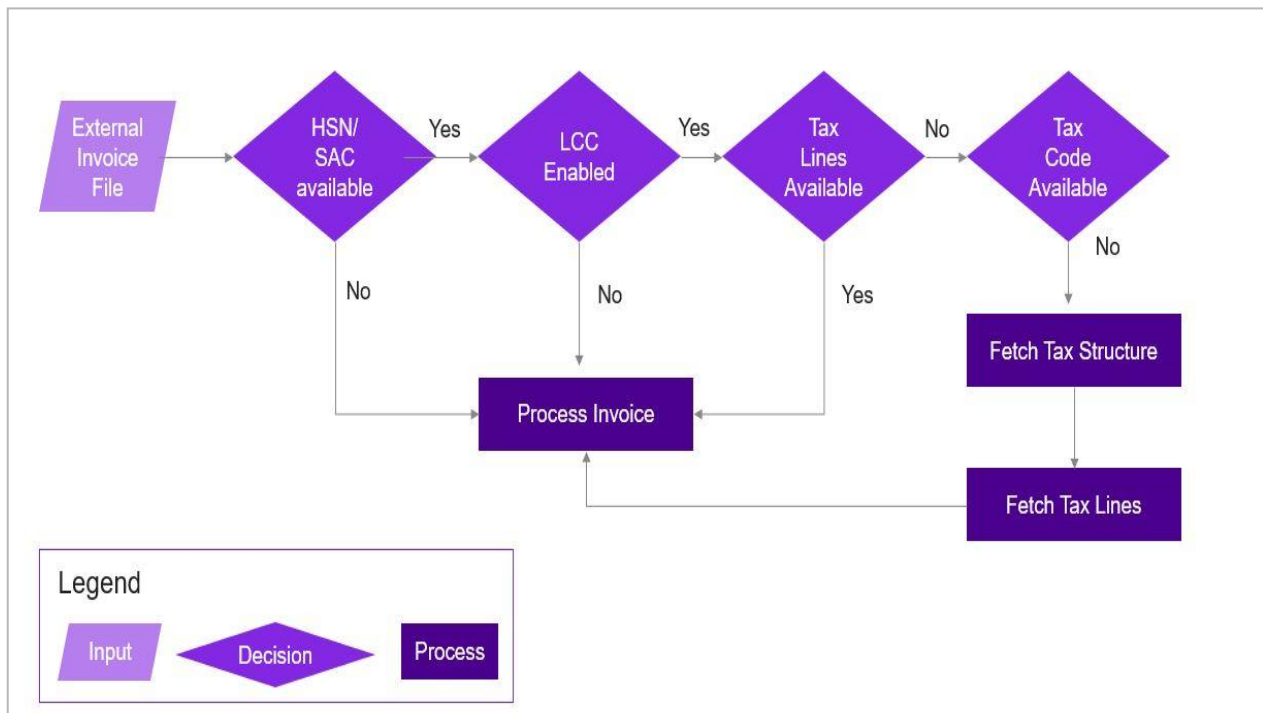 External
Invoice
File
HSN/
SAC
available
Yes
LCC
Enabled
Yes
Tax
Lines
Available
No
Tax
Code
Available
No
No
Yes
No
Fetch Tax Structure
Process Invoice
Fetch Tax Lines
Legend
Input
Decision
Process